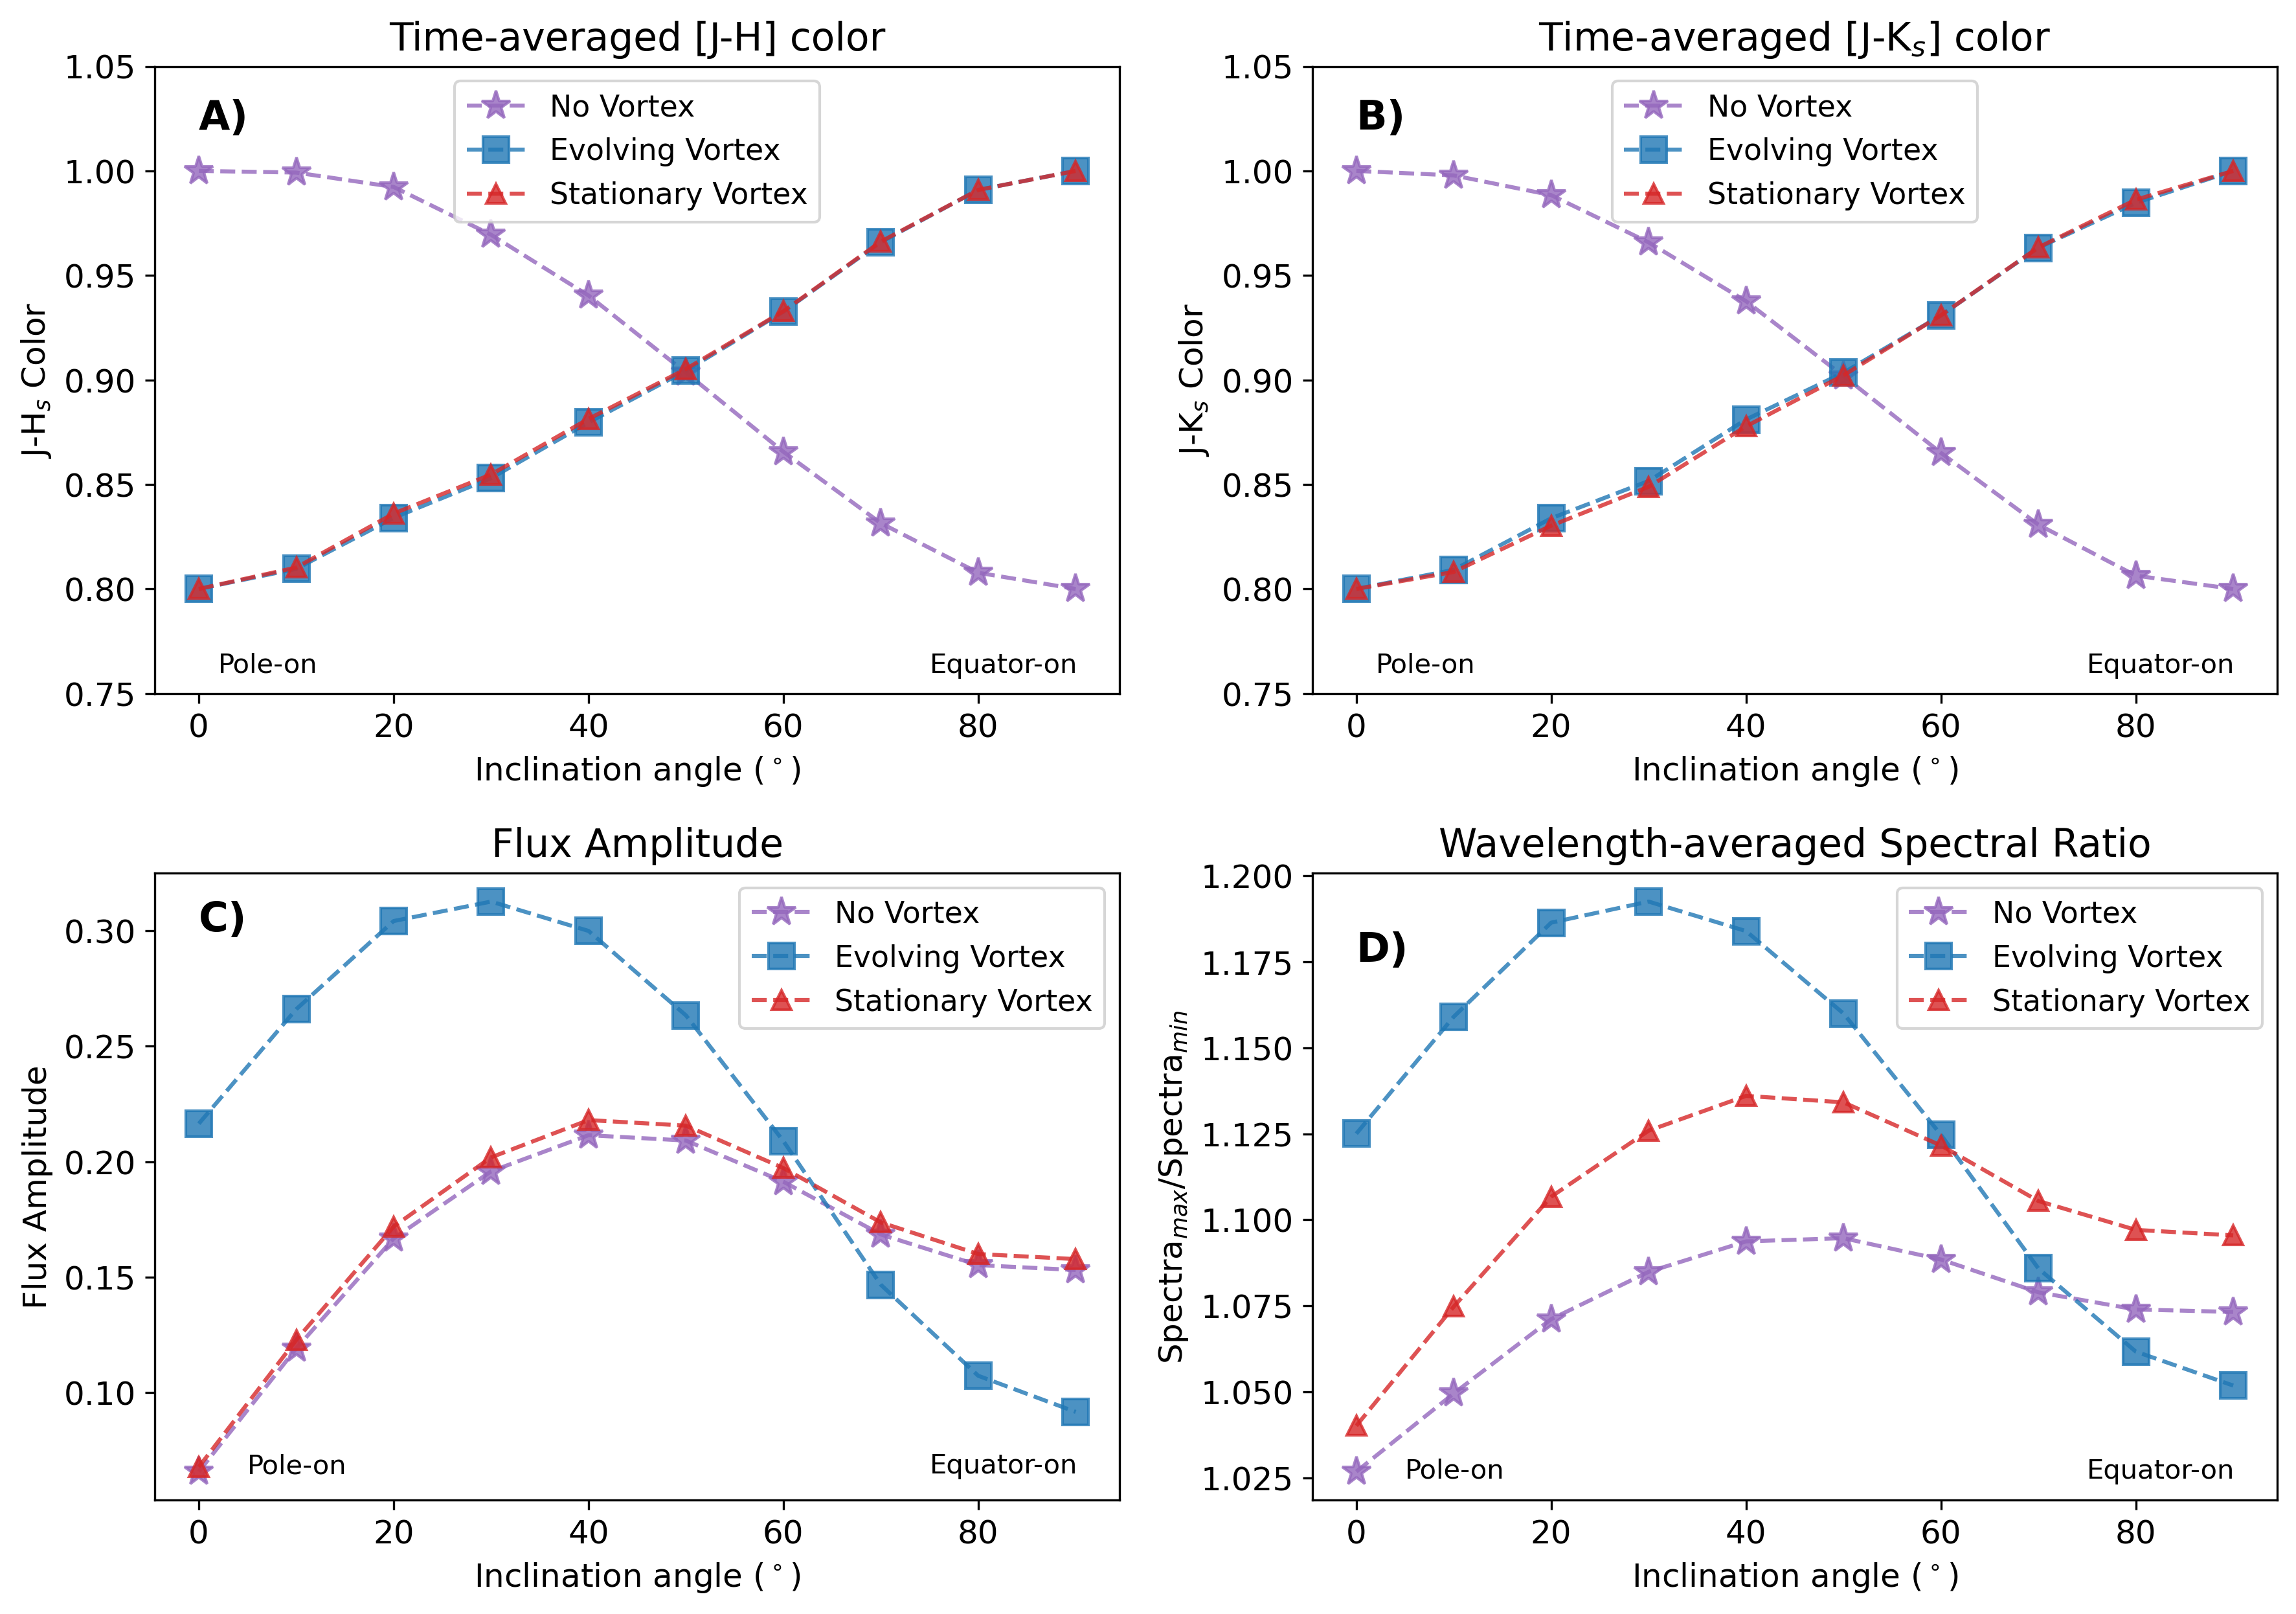 Time-averaged [J-H] color
A)
No Vortex
Evolving Vortex
Stationary Vortex
1.05
1.00
0.95
0.90
0.85
0.80
0.75
J-Hₛ Color
Pole-on
Equator-on
0 20 40 60 80
Inclination angle (°)
Time-averaged [J-Kₛ] color
B)
No Vortex
Evolving Vortex
Stationary Vortex
1.05
1.00
0.95
0.90
0.85
0.80
0.75
J-Kₛ Color
Pole-on
Equator-on
0 20 40 60 80
Inclination angle (°)
Flux Amplitude
C)
No Vortex
Evolving Vortex
Stationary Vortex
0.30
0.25
0.20
0.15
0.10
Flux Amplitude
Pole-on
Equator-on
0 20 40 60 80
Inclination angle (°)
Wavelength-averaged Spectral Ratio
D)
No Vortex
Evolving Vortex
Stationary Vortex
1.200
1.175
1.150
1.125
1.100
1.075
1.050
1.025
Spectra_max/Spectra_min
Pole-on
Equator-on
0 20 40 60 80
Inclination angle (°)